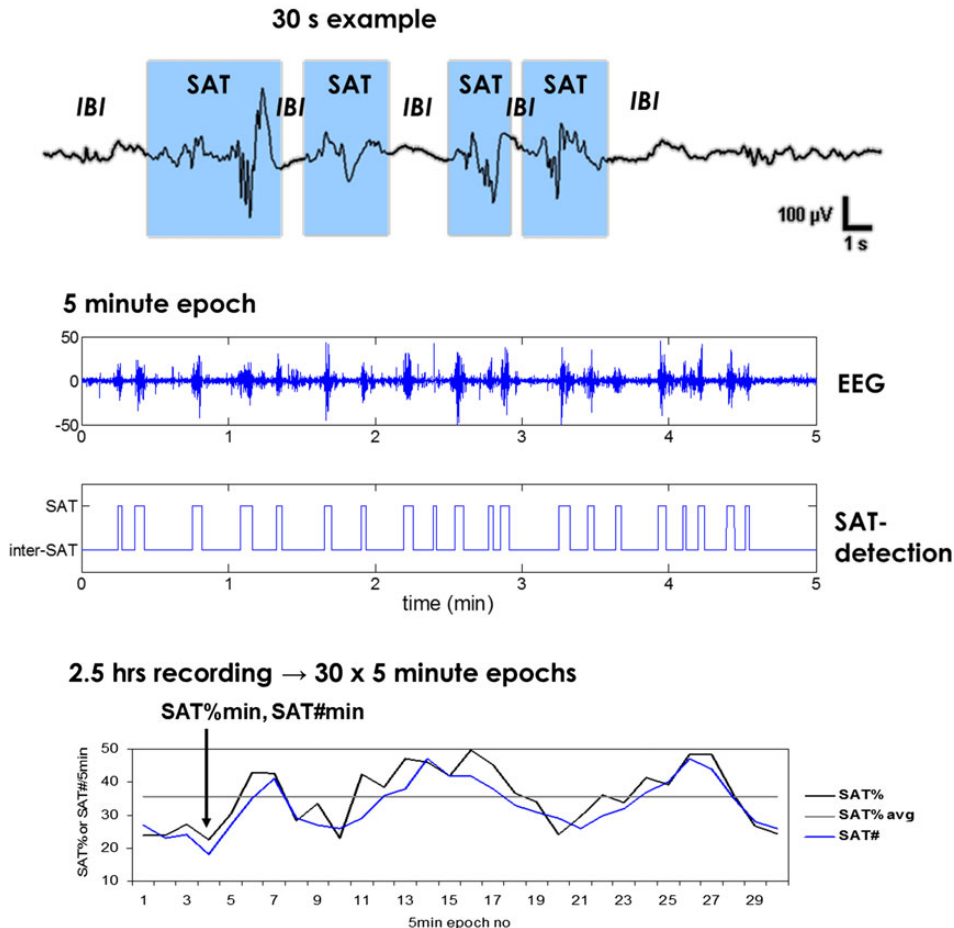 30 s example
SAT SAT SAT SAT
IBI IBI IBI IBI IBI
100 µV
1 s
5 minute epoch
50
0
-50
0 1 2 3 4 5
EEG
SAT
inter-SAT
0 1 2 3 4 5
time (min)
SAT-
detection
2.5 hrs recording → 30 x 5 minute epochs
SAT%min, SAT#min
SAT%or SAT#/5min
50
40
30
20
10
1 3 5 7 9 11 13 15 17 19 21 23 25 27 29
5min epoch no
SAT%
SAT%avg
SAT#